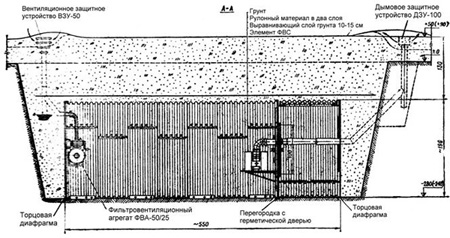 Вентиляционное защитное
устройство ВЗУ-50
А-А
Грунт
Рулонный материал в два слоя
Выравнивающий слой грунта 10-15 см
Элемент ФВС
Дымовое защитное
устройство ДЗУ-100
Торцовая
диафрагма
Фильтровентиляционный
агрегат ФВА-50/25
~550
Перегородка с
герметической дверью
Торцовая
диафрагма